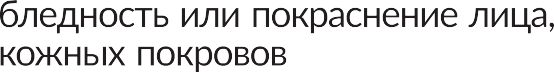 бледность или покраснение лица,
кожных покровов